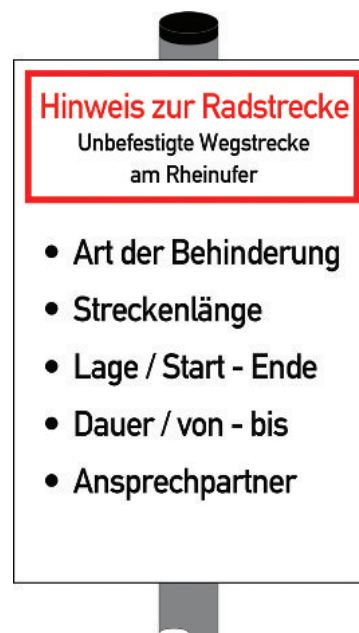 Hinweis zur Radstrecke
Unbefestigte Wegstrecke
am Rheinufer
• Art der Behinderung
• Streckenlänge
• Lage / Start - Ende
• Dauer / von - bis
• Ansprechpartner